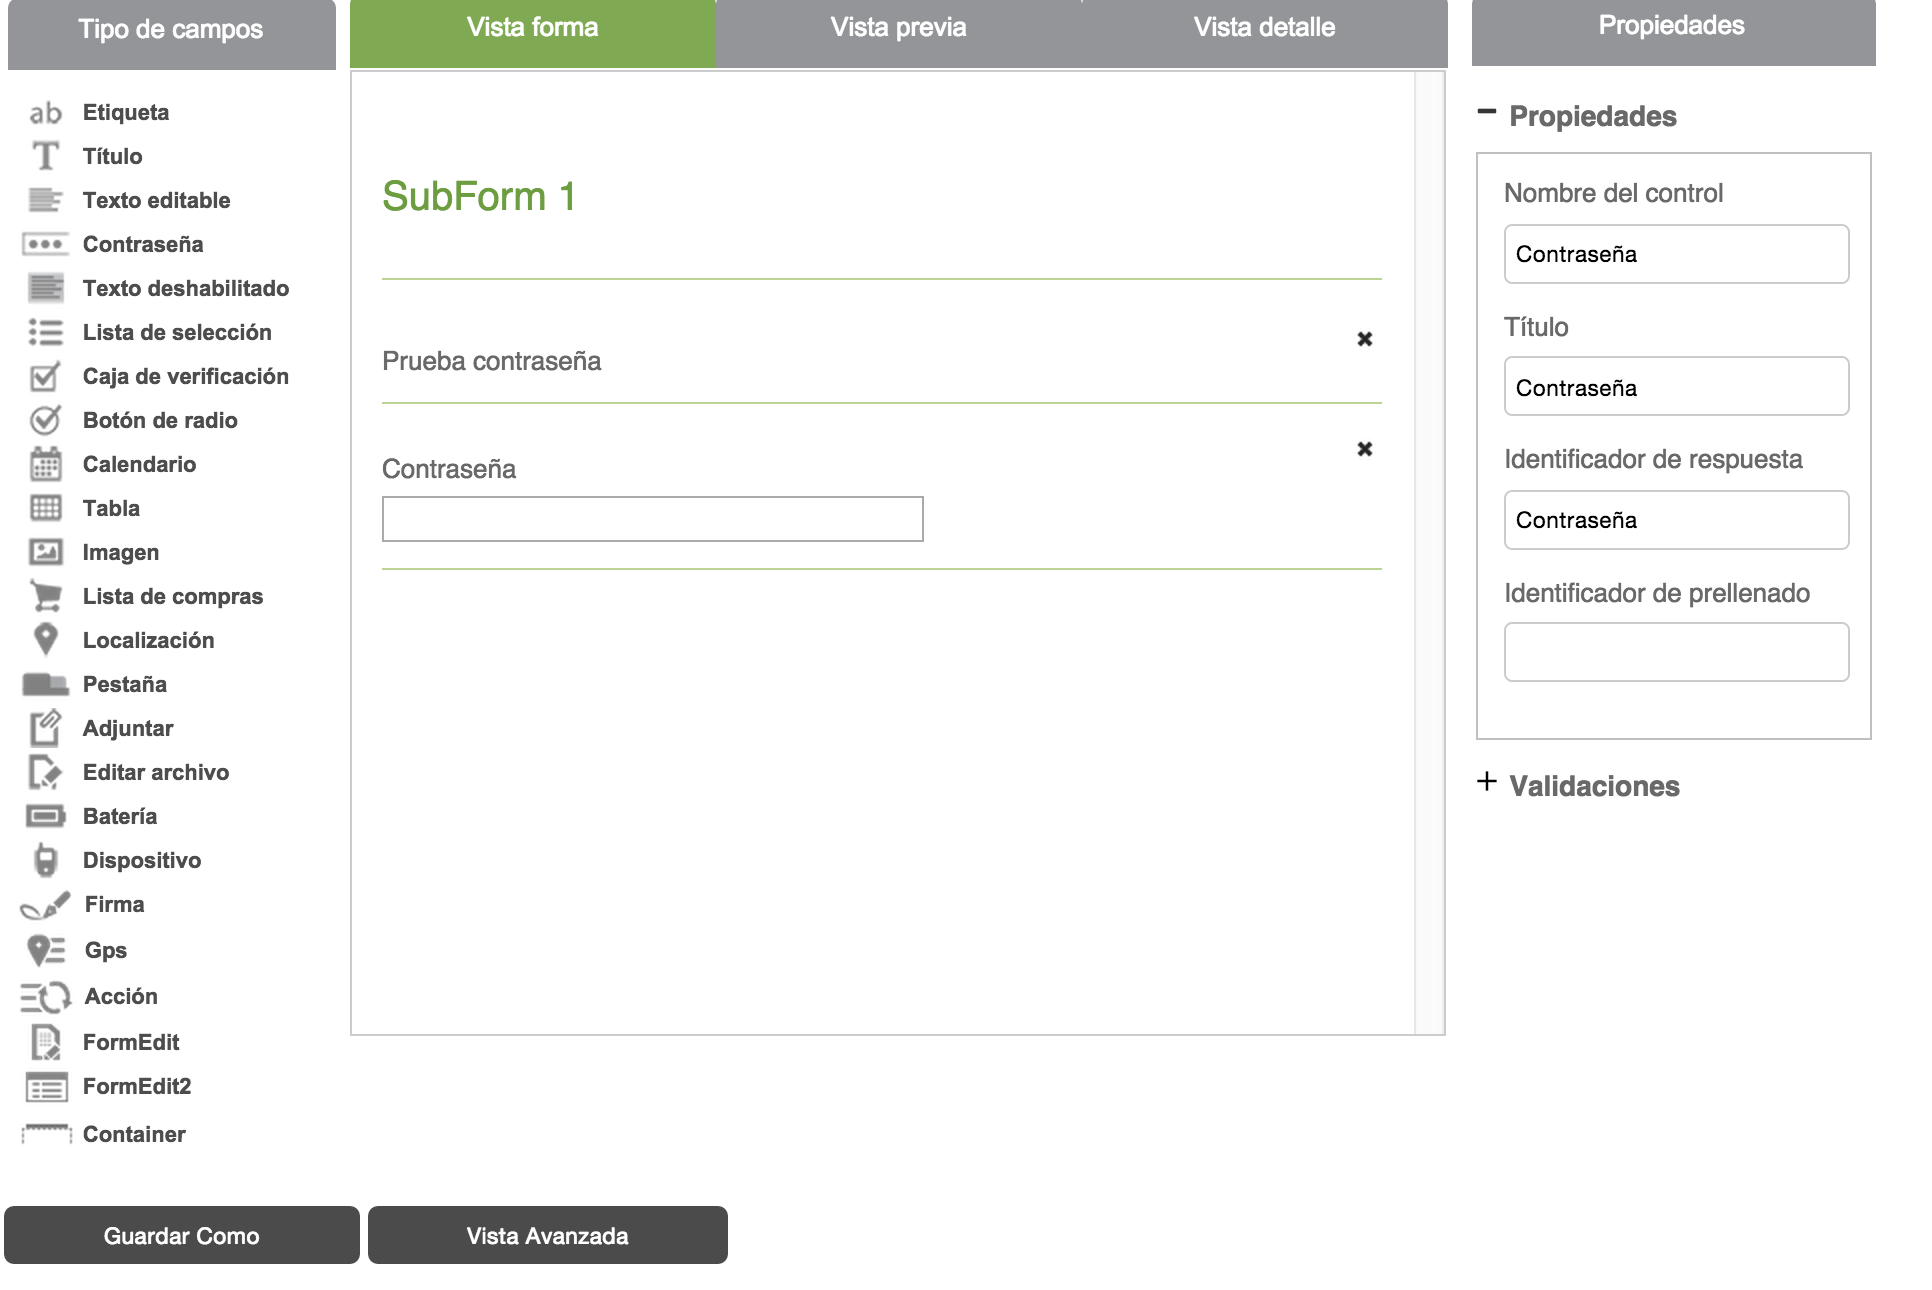 Tipo de campos
ab Etiqueta
T Título
Texto editable
Contraseña
Texto deshabilitado
Lista de selección
Caja de verificación
Botón de radio
Calendario
Tabla
Imagen
Lista de compras
Localización
Pestaña
Adjuntar
Editar archivo
Batería
Dispositivo
Firma
Gps
Acción
FormEdit
FormEdit2
Container
Vista forma
Vista previa
Vista detalle
SubForm 1
Prueba contraseña
Contraseña
Propiedades
Propiedades
Nombre del control
Contraseña
Título
Contraseña
Identificador de respuesta
Contraseña
Identificador de prellenado
Validaciones
Guardar Como
Vista Avanzada